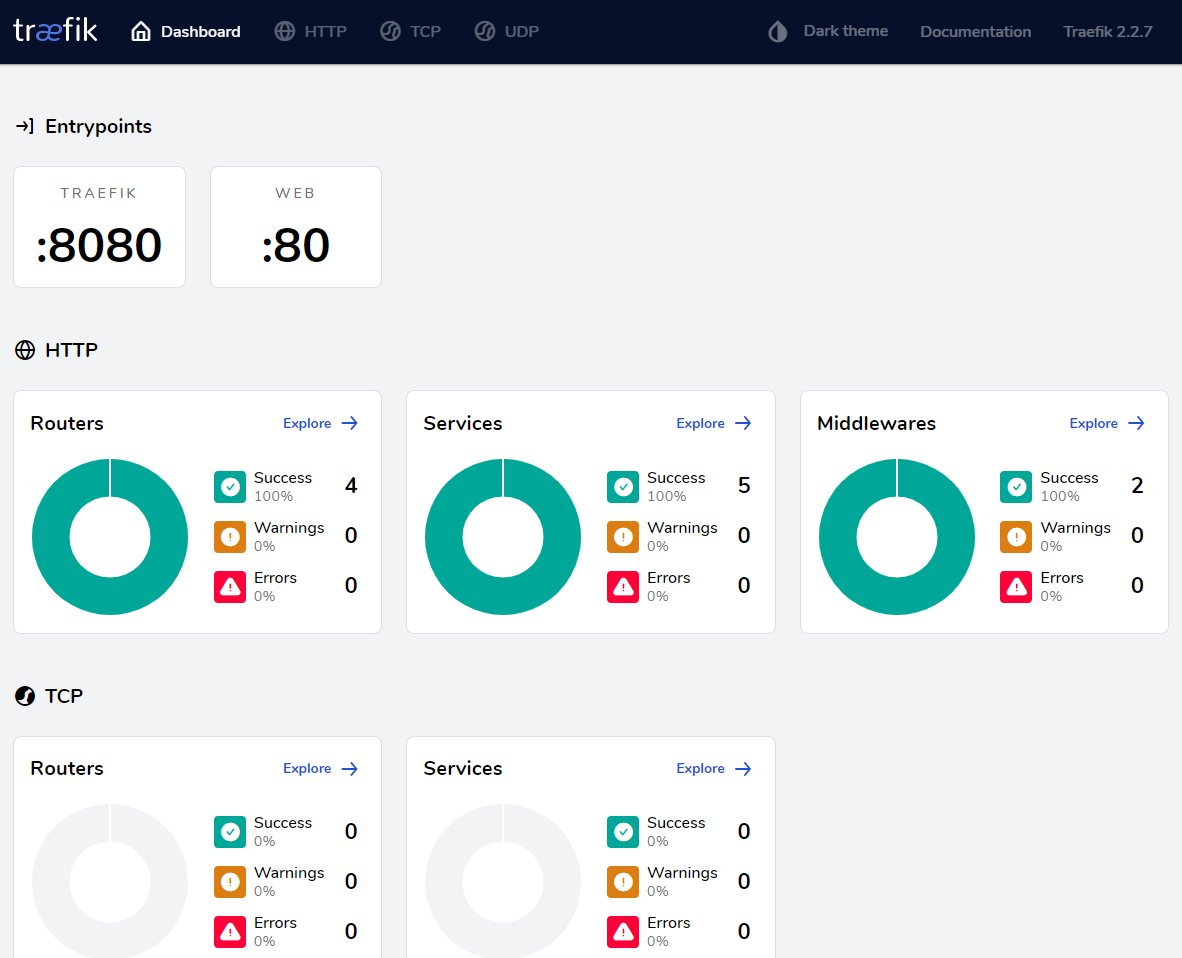 træfik Dashboard HTTP TCP UDP Dark theme Documentation Traefik 2.2.7
Entrypoints
TRAEFIK
:8080
WEB
:80
HTTP
Routers Explore
Success 4
100%
Warnings 0
0%
Errors 0
0%
Services Explore
Success 5
100%
Warnings 0
0%
Errors 0
0%
Middlewares Explore
Success 2
100%
Warnings 0
0%
Errors 0
0%
TCP
Routers Explore
Success 0
0%
Warnings 0
0%
Errors 0
0%
Services Explore
Success 0
0%
Warnings 0
0%
Errors 0
0%